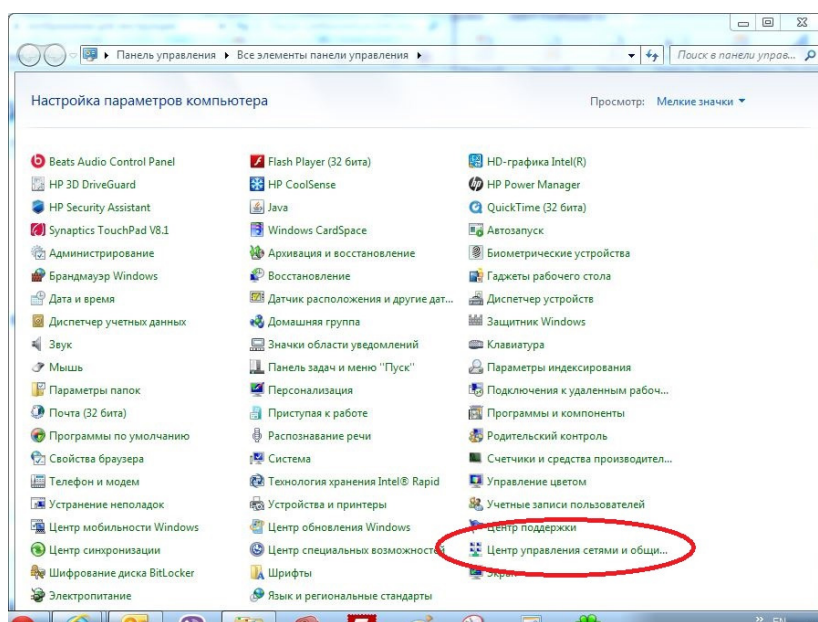 Панель управления Все элементы панели управления Поиск в панели управ...
Настройка параметров компьютера Просмотр: Мелкие значки
Beats Audio Control Panel Flash Player (32 бита) HD-графика Intel(R)
HP 3D DriveGuard HP CoolSense HP Power Manager
HP Security Assistant Java QuickTime (32 бита)
Synaptics TouchPad V8.1 Windows CardSpace Автозапуск
Администрирование Архивация и восстановление Биометрические устройства
Брандмауэр Windows Восстановление Гаджеты рабочего стола
Дата и время Датчик расположения и другие дат... Диспетчер устройств
Диспетчер учетных данных Домашняя группа Защитник Windows
Звук Значки области уведомлений Клавиатура
Мышь Панель задач и меню ''Пуск'' Параметры индексирования
Параметры папок Персонализация Подключения к удаленным рабоч...
Почта (32 бита) Приступая к работе Программы и компоненты
Программы по умолчанию Распознавание речи Родительский контроль
Свойства браузера Система Счетчики и средства производител...
Телефон и модем Технология хранения Intel® Rapid Управление цветом
Устранение неполадок Устройства и принтеры Учетные записи пользователей
Центр мобильности Windows Центр обновления Windows Центр поддержки
Центр синхронизации Центр специальных возможностей Центр управления сетями и общи...
Шифрование диска BitLocker Шрифты Экран
Электропитание Язык и региональные стандарты
EN